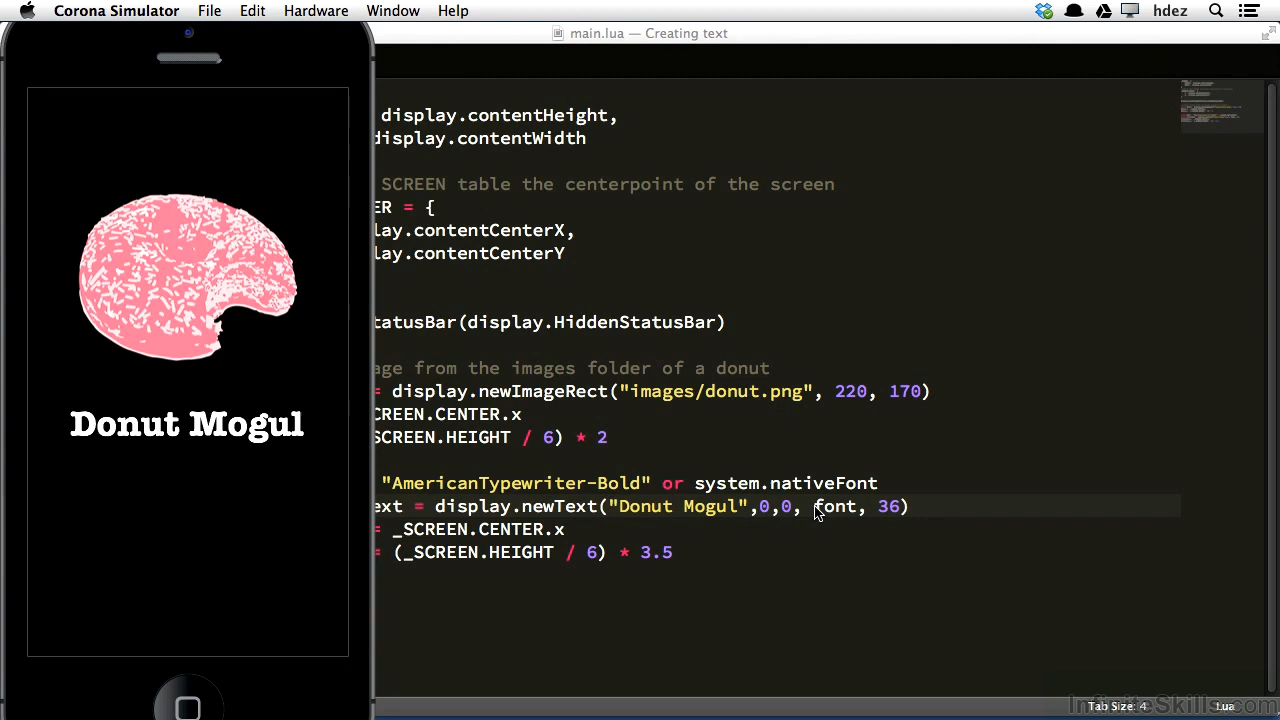 Corona Simulator File Edit Hardware Window Help hdez
main.lua — Creating text
display.contentHeight,
display.contentWidth
SCREEN table the centerpoint of the screen
ER = {
lay.contentCenterX,
lay.contentCenterY
tatusBar(display.HiddenStatusBar)
age from the images folder of a donut
= display.newImageRect("images/donut.png", 220, 170)
SCREEN.CENTER.x
SCREEN.HEIGHT / 6) * 2
Donut Mogul
"AmericanTypewriter-Bold" or system.nativeFont
ext = display.newText("Donut Mogul",0,0, font, 36)
= _SCREEN.CENTER.x
= (_SCREEN.HEIGHT / 6) * 3.5
InfiniteSkills.com
Tab Size: 4 Lua